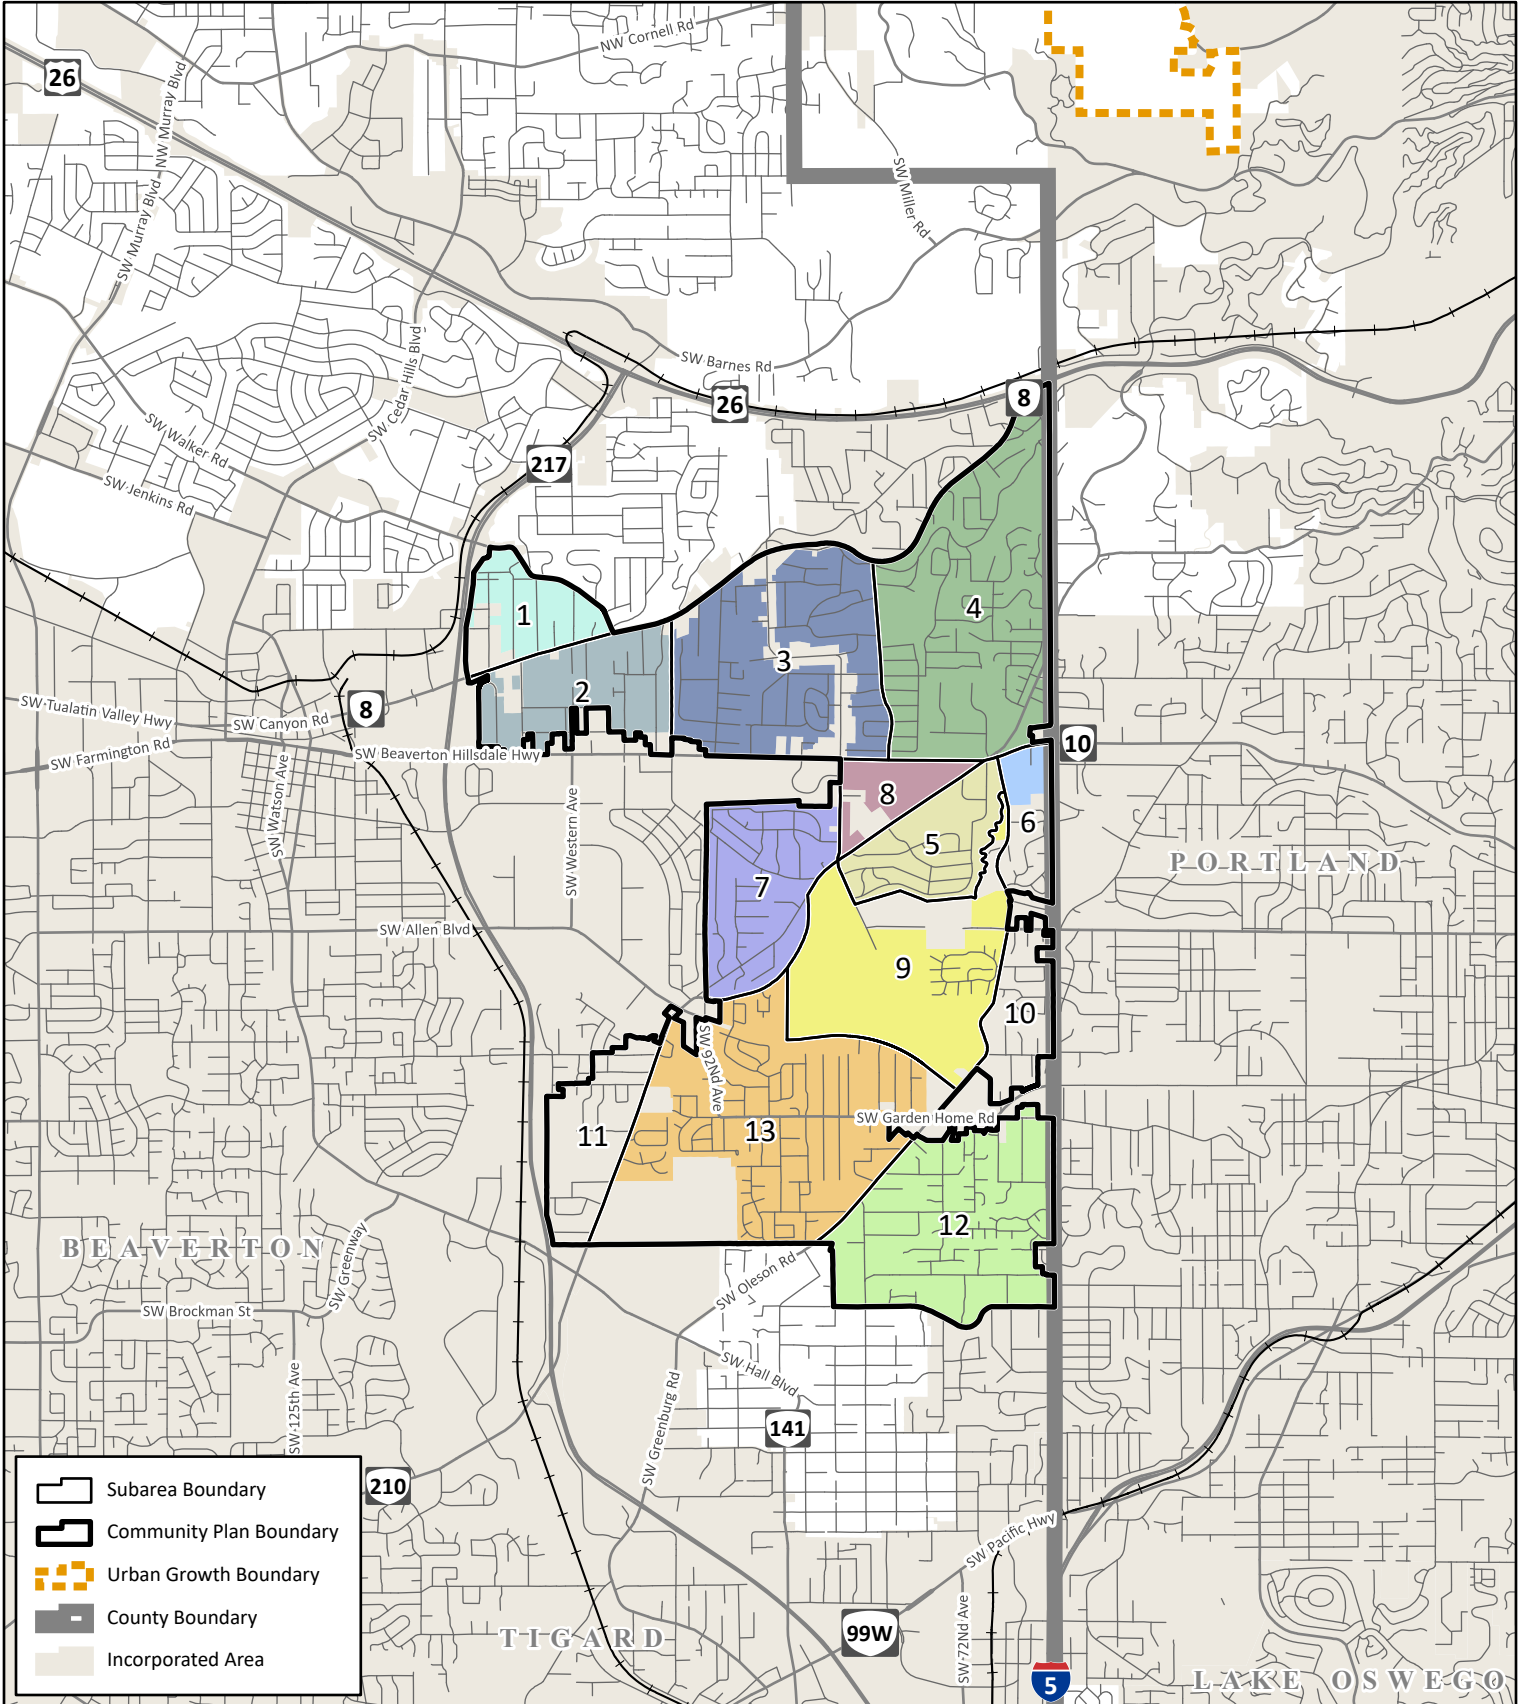 NW Cornell Rd
26
NW Murray Blvd
SW Murray Blvd
SW Miller Rd
SW Barnes Rd
SW Cedar Hills Blvd
26
8
SW Walker Rd
217
SW Jenkins Rd
1
4
3
2
SW Tualatin Valley Hwy
8
SW Canyon Rd
10
SW Farmington Rd
SW Beaverton Hillsdale Hwy
SW Watson Ave
SW Western Ave
8
6
5
PORTLAND
7
SW Allen Blvd
9
10
SW 92Nd Ave
SW Garden Home Rd
11
13
12
BEAVERTON
SW Greenway
SW Oleson Rd
SW Brockman St
SW Hall Blvd
SW 125th Ave
SW Greenburg Rd
141
210
SW Pacific Hwy
99W
SW 72Nd Ave
TIGARD
5
LAKE OSWEGO
Subarea Boundary
Community Plan Boundary
Urban Growth Boundary
County Boundary
Incorporated Area